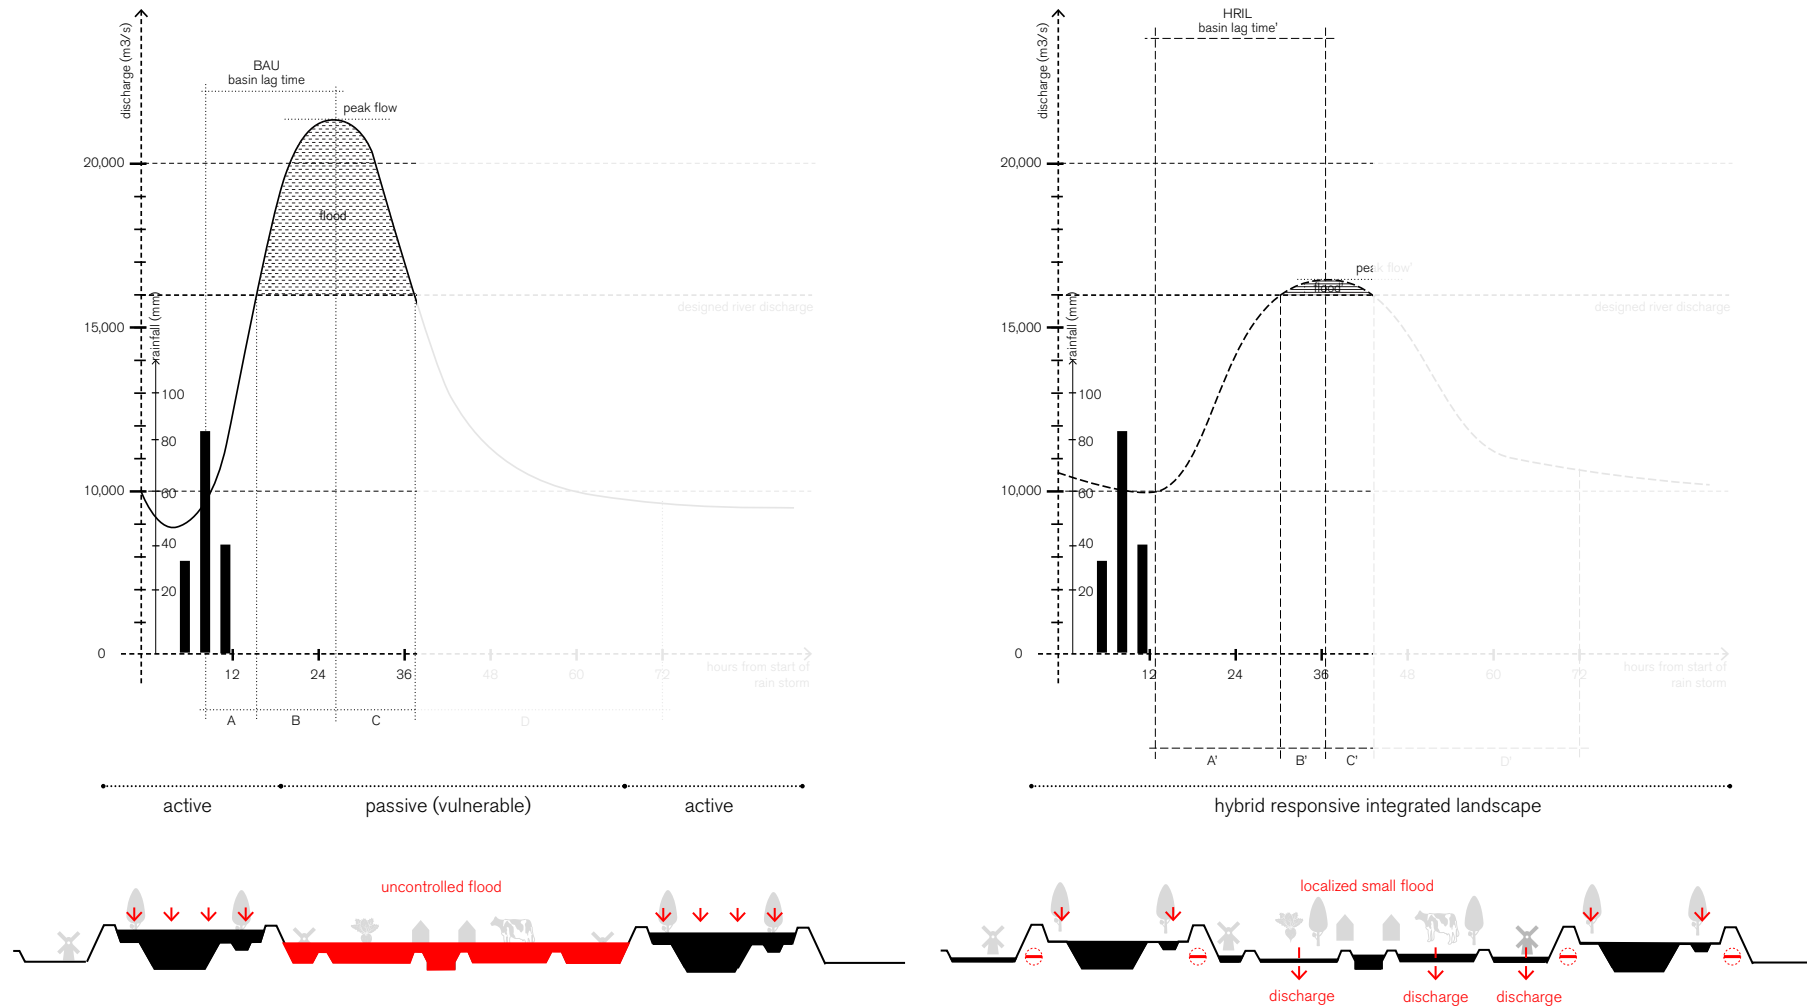 discharge (m3/s)
BAU
basin lag time
peak flow
20,000
flood
designed river discharge
15,000
rainfall (mm)
100
80
10,000
60
40
20
0
12
24
36
48
60
72
hours from start of
rain storm
A
B
C
D
active
passive (vulnerable)
active
uncontrolled flood
discharge (m3/s)
HRIL
basin lag time'
20,000
peak flow'
flood'
designed river discharge
15,000
rainfall (mm)
100
80
10,000
60
40
20
0
12
24
36
48
60
72
hours from start of
rain storm
A'
B'
C'
D'
hybrid responsive integrated landscape
localized small flood
discharge
discharge
discharge